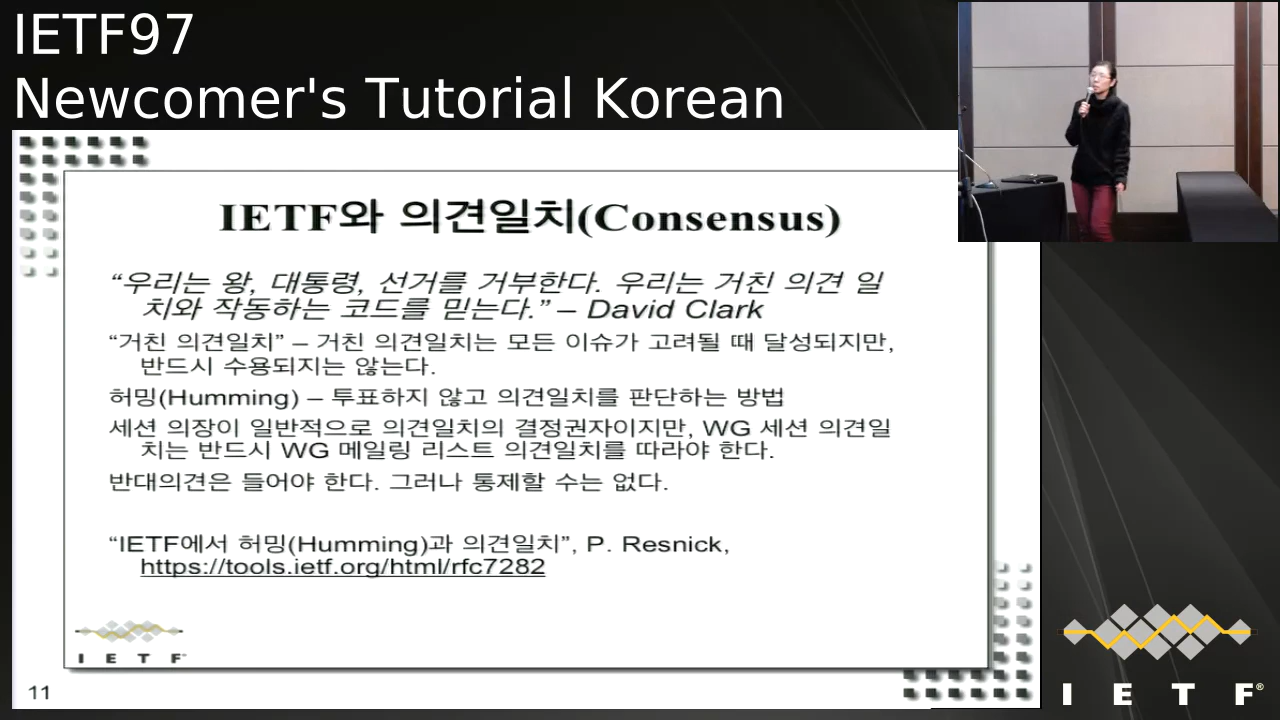 IETF97
Newcomer's Tutorial Korean
IETF와 의견일치(Consensus)
“우리는 왕, 대통령, 선거를 거부한다. 우리는 거친 의견 일
치와 작동하는 코드를 믿는다.” – David Clark
“거친 의견일치” – 거친 의견일치는 모든 이슈가 고려될 때 달성되지만,
반드시 수용되지는 않는다.
허밍(Humming) – 투표하지 않고 의견일치를 판단하는 방법
세션 의장이 일반적으로 의견일치의 결정권자이지만, WG 세션 의견일
치는 반드시 WG 메일링 리스트 의견일치를 따라야 한다.
반대의견은 들어야 한다. 그러나 통제할 수는 없다.
“IETF에서 허밍(Humming)과 의견일치”, P. Resnick,
https://tools.ietf.org/html/rfc7282
I E T F
11
I E T F®